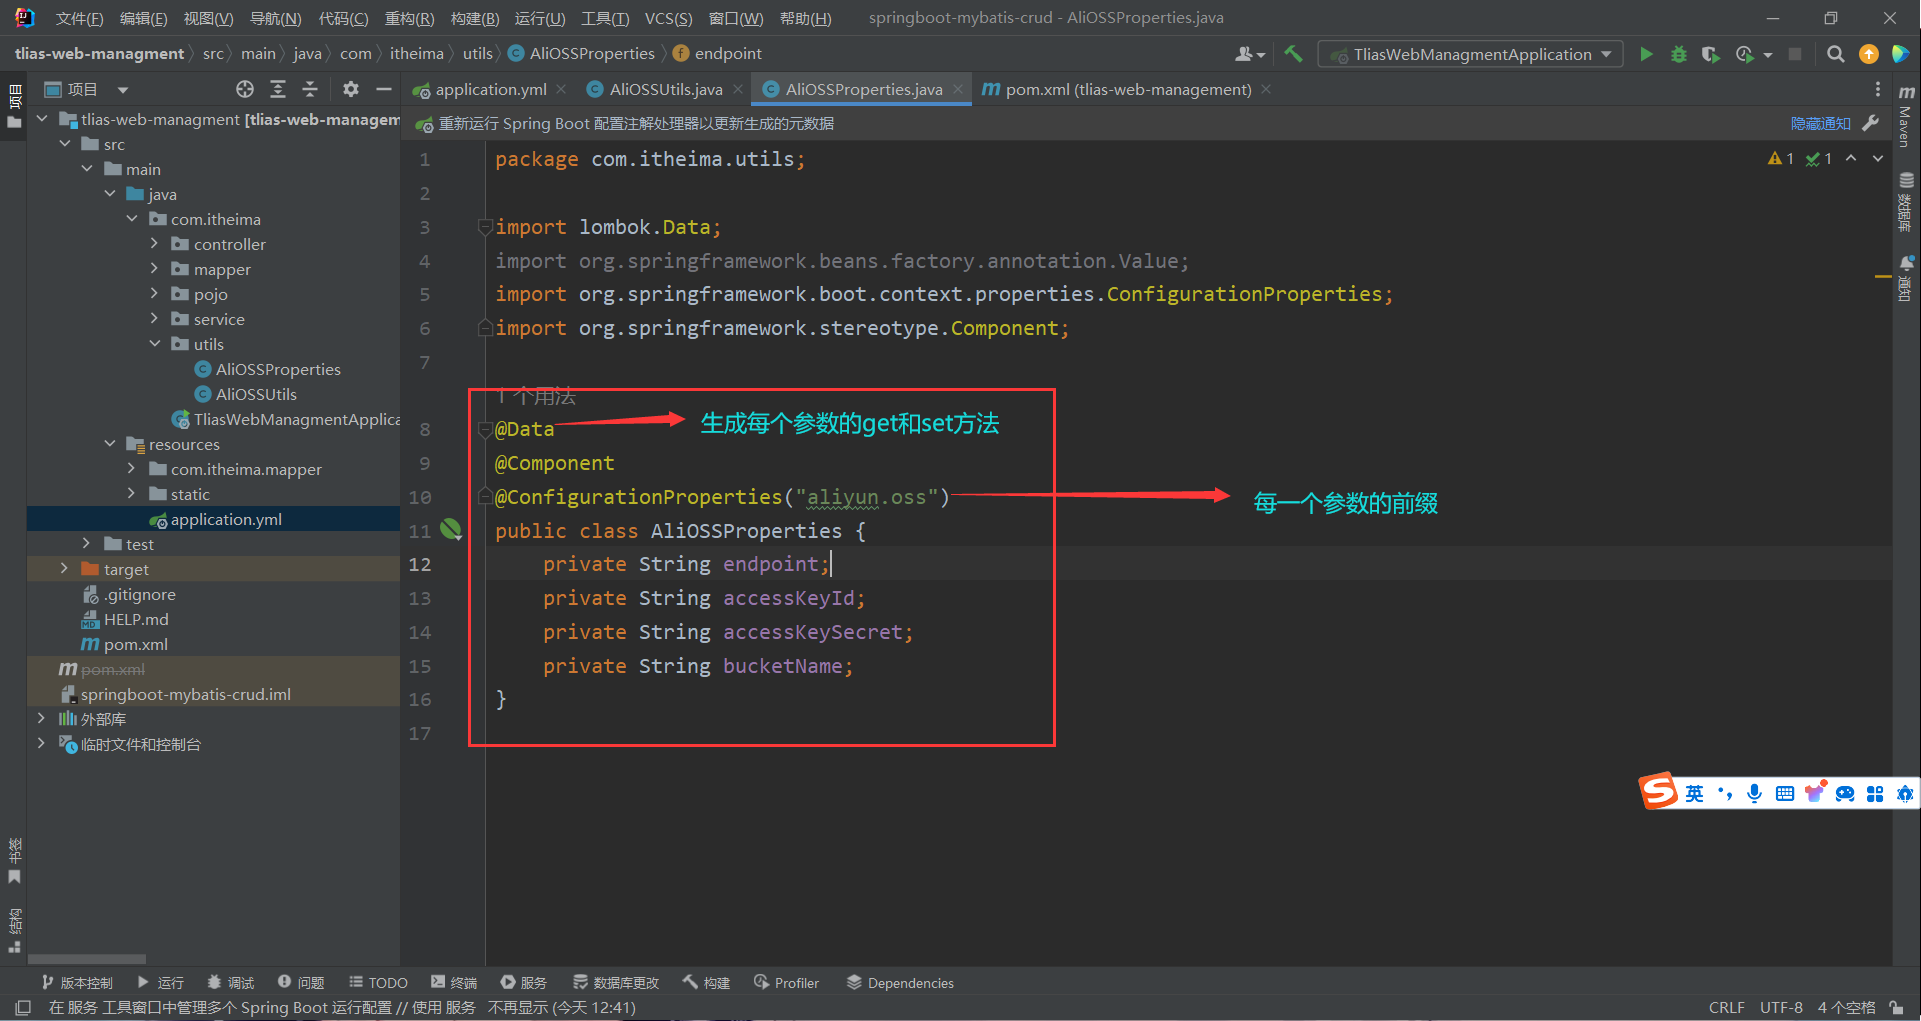 文件(F) 编辑(E) 视图(V) 导航(N) 代码(C) 重构(R) 构建(B) 运行(U) 工具(T) VCS(S) 窗口(W) 帮助(H) springboot-mybatis-crud - AliOSSProperties.java
tlias-web-managment src main java com itheima utils AliOSSProperties endpoint TliasWebManagmentApplication
项目 application.yml AliOSSUtils.java AliOSSProperties.java pom.xml (tlias-web-management)
重新运行 Spring Boot 配置注解处理器以更新生成的元数据 隐藏通知
项目
tlias-web-managment [tlias-web-managem
src
main
java
com.itheima
controller
mapper
pojo
service
utils
AliOSSProperties
AliOSSUtils
TliasWebManagmentApplica
resources
com.itheima.mapper
static
application.yml
test
target
.gitignore
HELP.md
pom.xml
pom.xml
springboot-mybatis-crud.iml
外部库
临时文件和控制台
1 package com.itheima.utils;
2
3 import lombok.Data;
4 import org.springframework.beans.factory.annotation.Value;
5 import org.springframework.boot.context.properties.ConfigurationProperties;
6 import org.springframework.stereotype.Component;
7
1 个用法
8 @Data 生成每个参数的get和set方法
9 @Component
10 @ConfigurationProperties("aliyun.oss") 每一个参数的前缀
11 public class AliOSSProperties {
12 private String endpoint;
13 private String accessKeyId;
14 private String accessKeySecret;
15 private String bucketName;
16 }
17
1 1
Maven
数据库
通知
英
书签
结构
版本控制 运行 调试 问题 TODO 终端 服务 数据库更改 构建 Profiler Dependencies
在 服务 工具窗口中管理多个 Spring Boot 运行配置 // 使用 服务 不再显示 (今天 12:41) CRLF UTF-8 4 个空格